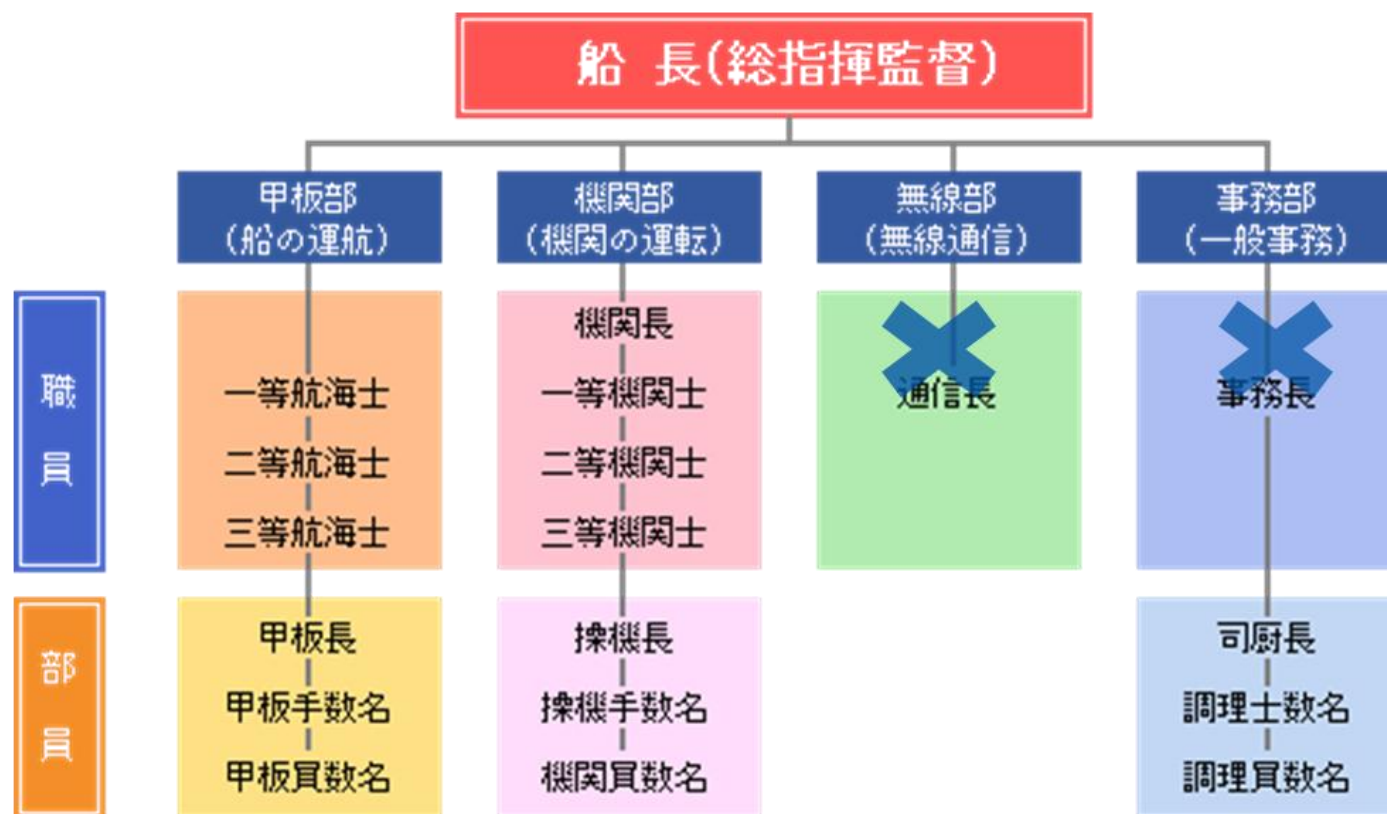 船 長(総指揮監督)
甲板部
(船の運航)
機関部
(機関の運転)
無線部
(無線通信)
事務部
(一般事務)
職員
機関長
一等航海士
一等機関士
通信長
事務長
二等航海士
二等機関士
三等航海士
三等機関士
部員
甲板長
操機長
司厨長
甲板手数名
操機手数名
調理士数名
甲板員数名
機関員数名
調理員数名